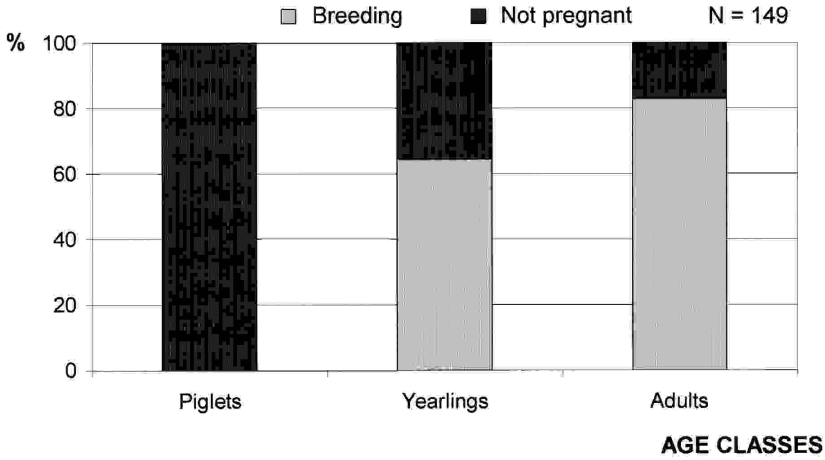 Breeding Not pregnant N = 149
%
100
80
60
40
20
0
Piglets Yearlings Adults
AGE CLASSES